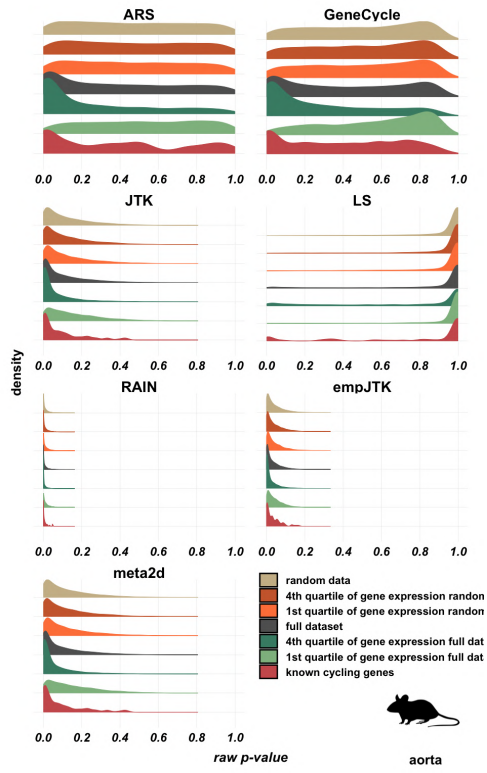 ARS
GeneCycle
0.0 0.2 0.4 0.6 0.8 1.0
0.0 0.2 0.4 0.6 0.8 1.0
JTK
LS
0.0 0.2 0.4 0.6 0.8 1.0
0.0 0.2 0.4 0.6 0.8 1.0
density
RAIN
empJTK
0.0 0.2 0.4 0.6 0.8 1.0
0.0 0.2 0.4 0.6 0.8 1.0
meta2d
0.0 0.2 0.4 0.6 0.8 1.0
raw p-value
random data
4th quartile of gene expression random
1st quartile of gene expression random
full dataset
4th quartile of gene expression full dat
1st quartile of gene expression full dat
known cycling genes
aorta